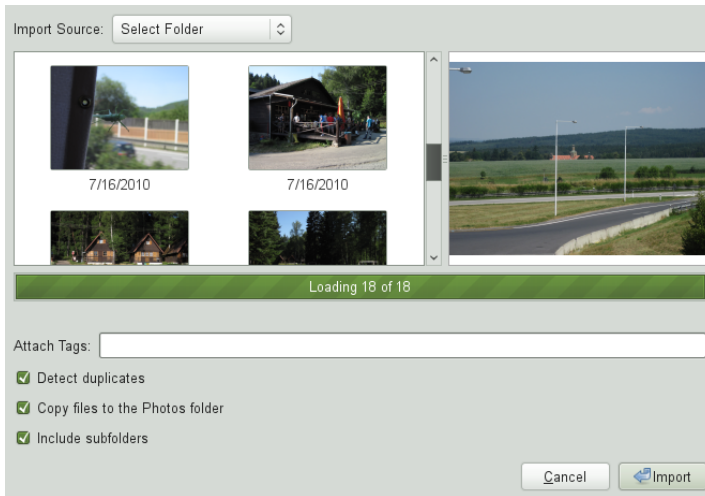 Import Source: Select Folder
7/16/2010 7/16/2010
Loading 18 of 18
Attach Tags:
Detect duplicates
Copy files to the Photos folder
Include subfolders
Cancel Import